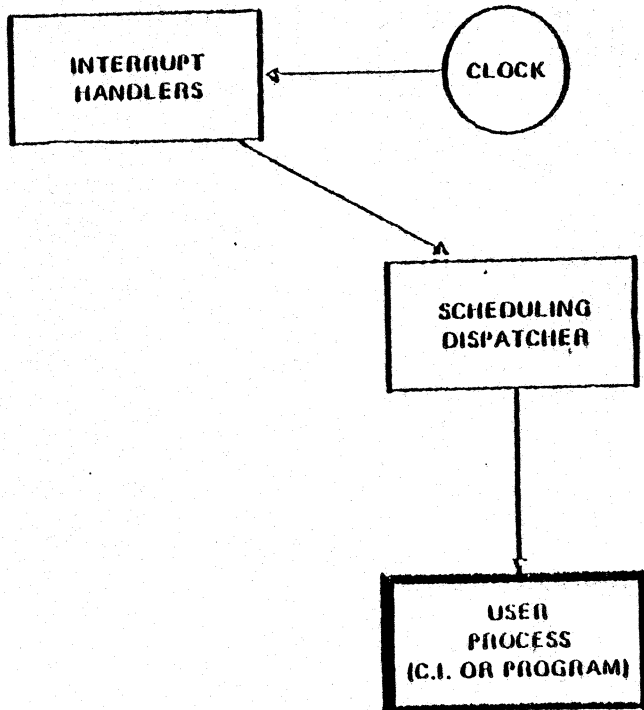 INTERRUPT
HANDLERS
CLOCK
SCHEDULING
DISPATCHER
USER
PROCESS
(C.I. OR PROGRAM)